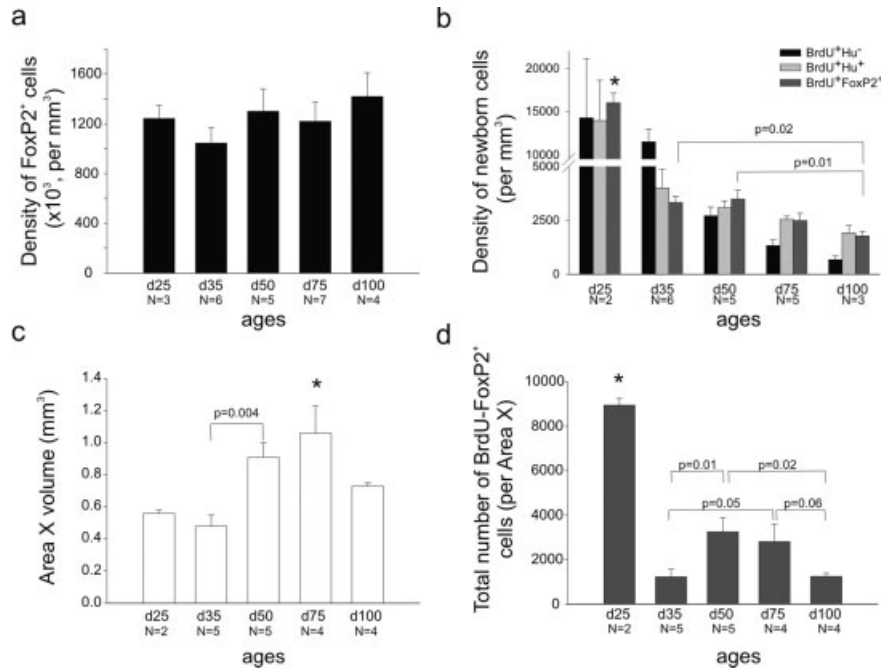 a
Density of FoxP2+ cells
(x10³, per mm³)
1600
1200
800
400
0
d25 d35 d50 d75 d100
N=3 N=6 N=5 N=7 N=4
ages
b
Density of newborn cells
(per mm³)
BrdU+Hu-
BrdU+Hu+
BrdU+FoxP2+
20000
15000
10000
5000
2500
0
*
p=0.02
p=0.01
d25 d35 d50 d75 d100
N=2 N=6 N=5 N=5 N=3
ages
c
Area X volume (mm³)
1.4
1.2
1.0
0.8
0.6
0.4
0.2
0.0
p=0.004
*
d25 d35 d50 d75 d100
N=2 N=5 N=5 N=4 N=4
ages
d
Total number of BrdU-FoxP2+
cells (per Area X)
10000
8000
6000
4000
2000
0
*
p=0.01
p=0.02
p=0.05
p=0.06
d25 d35 d50 d75 d100
N=2 N=5 N=5 N=4 N=4
ages